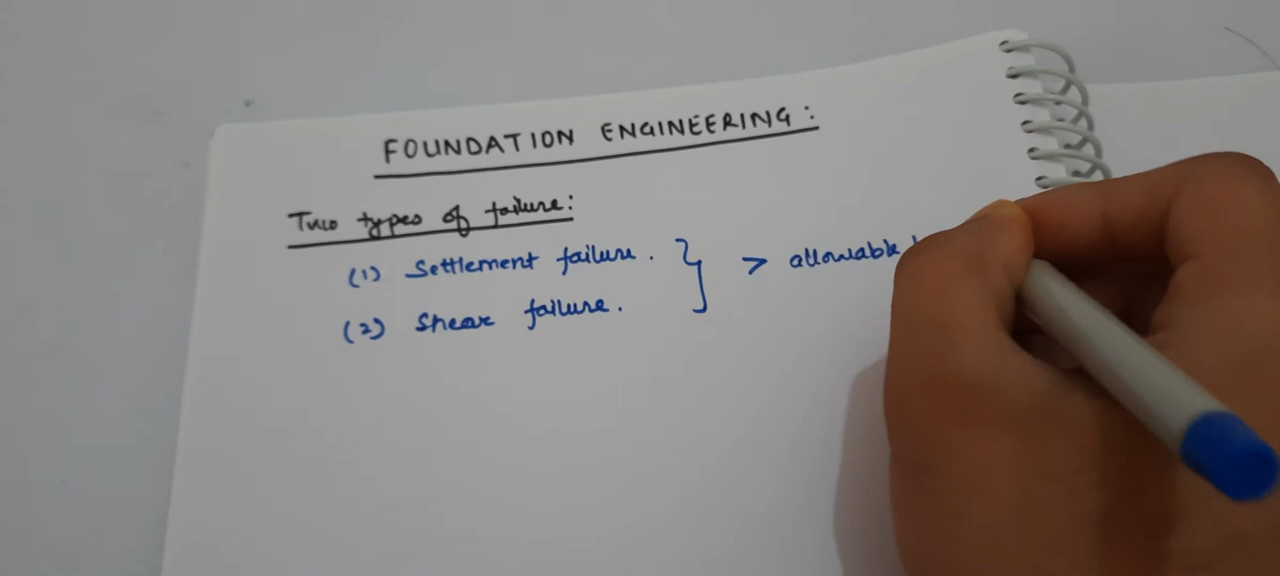 FOUNDATION ENGINEERING :
Two types of failure:
(1) Settlement failure. } > allowable
(2) Shear failure.